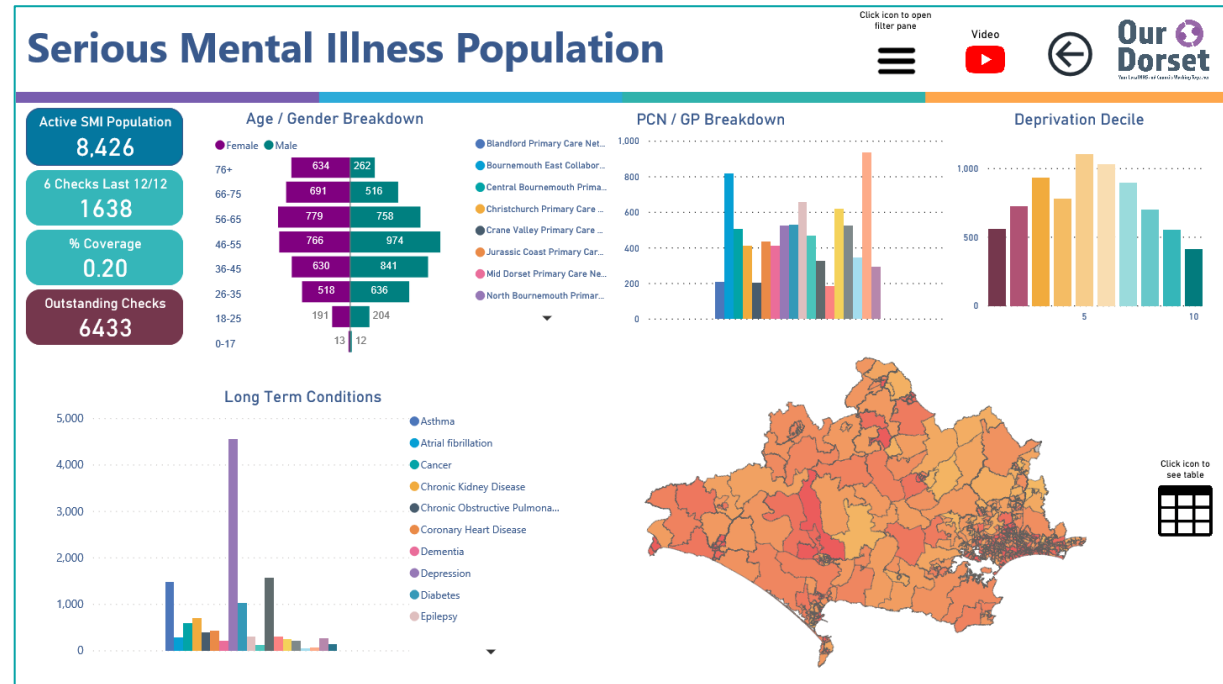 Serious Mental Illness Population
Click icon to open
filter pane
Video
Our
Dorset
Active SMI Population
8,426
6 Checks Last 12/12
1638
% Coverage
0.20
Outstanding Checks
6433
Age / Gender Breakdown
Female Male
76+ 634 262
66-75 691 516
56-65 779 758
46-55 766 974
36-45 630 841
26-35 518 636
18-25 191 204
0-17 13 12
Blandford Primary Care Net...
Bournemouth East Collabor...
Central Bournemouth Prima...
Christchurch Primary Care ...
Crane Valley Primary Care ...
Jurassic Coast Primary Car...
Mid Dorset Primary Care Ne...
North Bournemouth Primar...
PCN / GP Breakdown
1,000
800
600
400
200
0
Deprivation Decile
1,000
500
0
5 10
Long Term Conditions
5,000
4,000
3,000
2,000
1,000
0
Asthma
Atrial fibrillation
Cancer
Chronic Kidney Disease
Chronic Obstructive Pulmona...
Coronary Heart Disease
Dementia
Depression
Diabetes
Epilepsy
Click icon to
see table